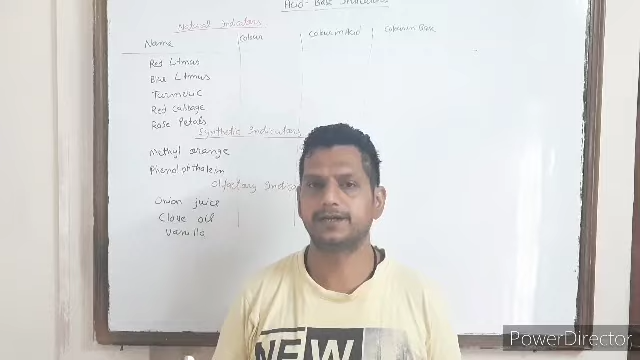 Acid - Base Indicators
Natural indicators
Name Colour Colour in Acid Colour in Base
Red Litmus
Blue Litmus
Turmeric
Red Cabbage
Rose Petals
Synthetic Indicators
Methyl orange
Phenolphthalein
Olfactory Indic
Onion juice
Clove oil
Vanilla
NEW
PowerDirector